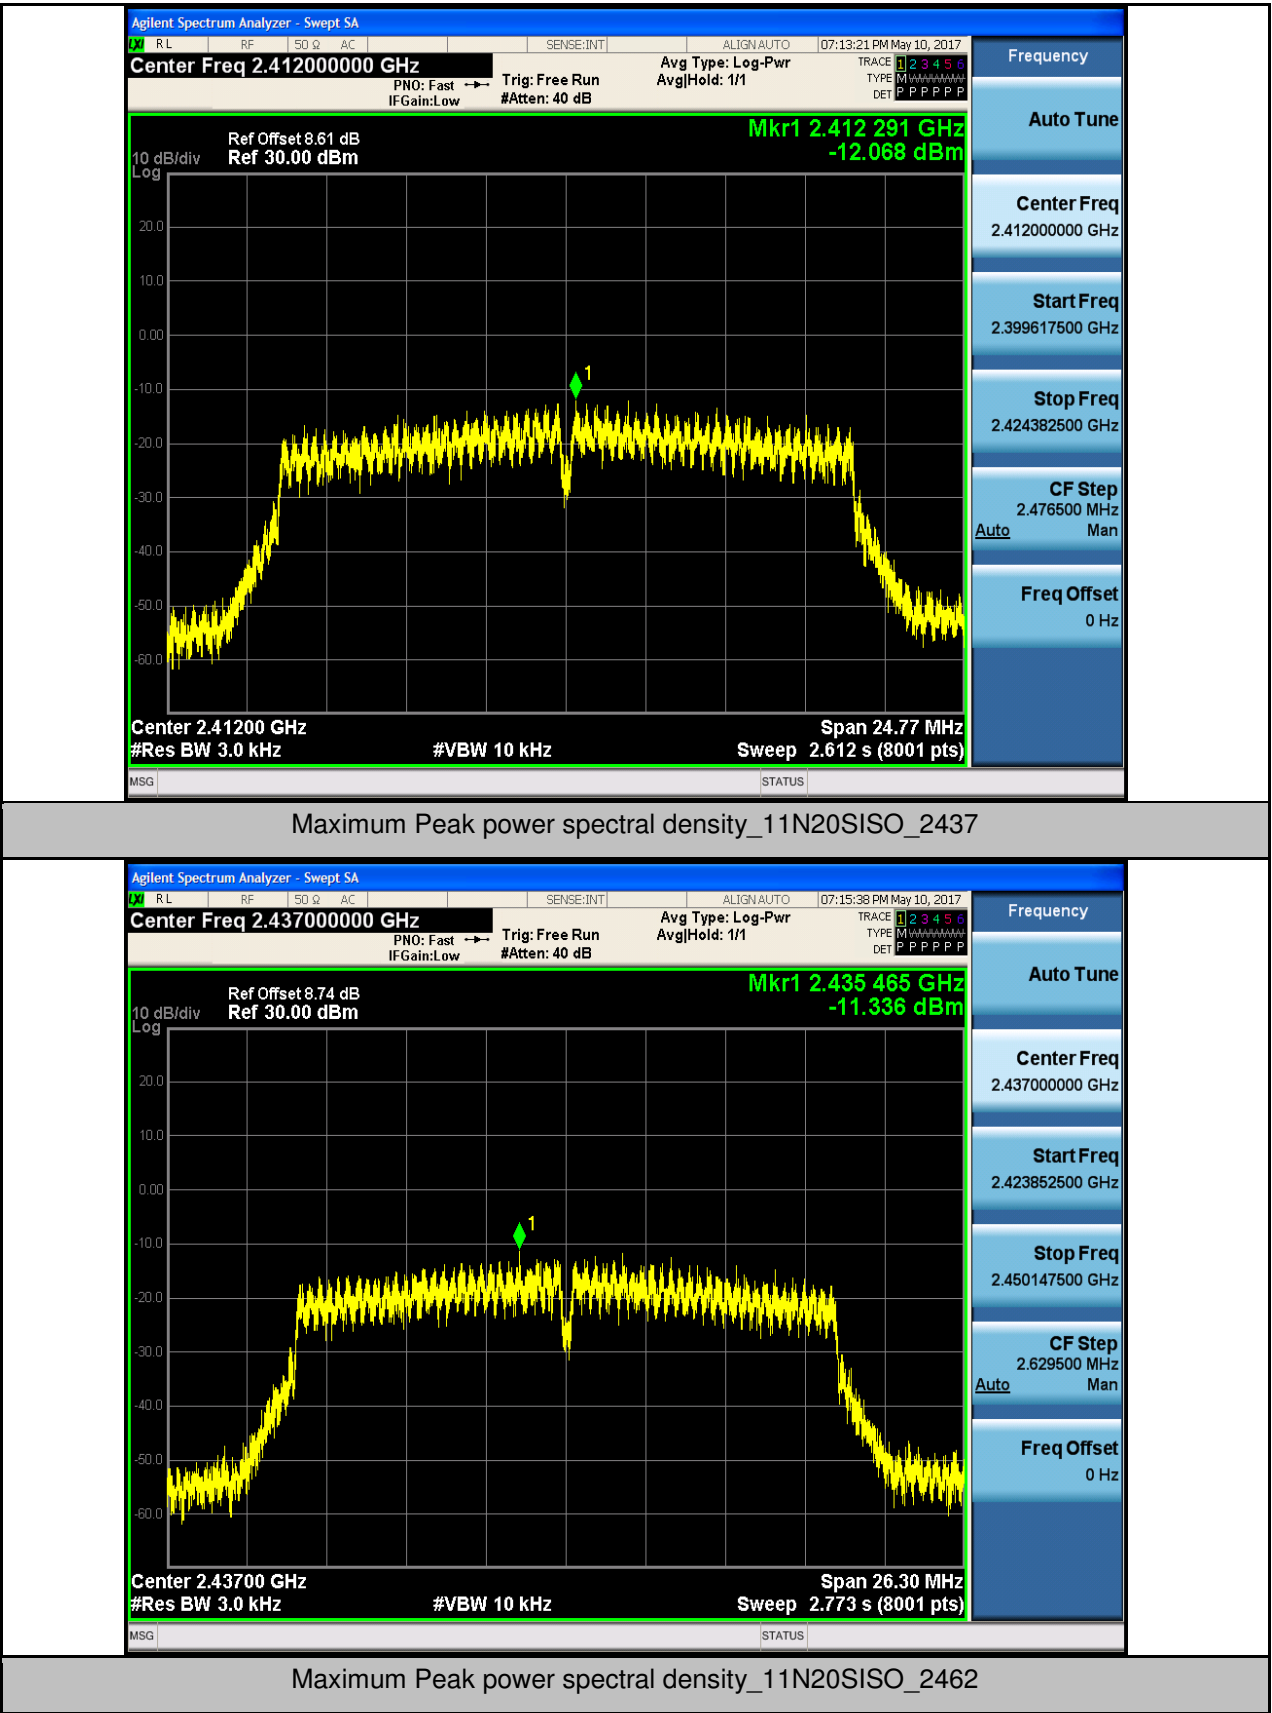 Agilent Spectrum Analyzer - Swept SA
LXI RL RF 50 Ω AC SENSE:INT ALIGN AUTO 07:13:21 PM May 10, 2017
Center Freq 2.412000000 GHz
PNO: Fast
IFGain:Low
Trig: Free Run
#Atten: 40 dB
Avg Type: Log-Pwr
Avg|Hold: 1/1
TRACE 1 2 3 4 5 6
TYPE M WWWWW
DET P P P P P P
Frequency
Auto Tune
Center Freq
2.412000000 GHz
Start Freq
2.399617500 GHz
Stop Freq
2.424382500 GHz
CF Step
2.476500 MHz
Auto Man
Freq Offset
0 Hz
Mkr1 2.412 291 GHz
-12.068 dBm
Ref Offset 8.61 dB
10 dB/div Ref 30.00 dBm
Log
20.0
10.0
0.00
1
-10.0
-20.0
-30.0
-40.0
-50.0
-60.0
Center 2.41200 GHz Span 24.77 MHz
#Res BW 3.0 kHz #VBW 10 kHz Sweep 2.612 s (8001 pts)
MSG STATUS
Maximum Peak power spectral density_11N20SISO_2437
Agilent Spectrum Analyzer - Swept SA
LXI RL RF 50 Ω AC SENSE:INT ALIGN AUTO 07:15:38 PM May 10, 2017
Center Freq 2.437000000 GHz
PNO: Fast
IFGain:Low
Trig: Free Run
#Atten: 40 dB
Avg Type: Log-Pwr
Avg|Hold: 1/1
TRACE 1 2 3 4 5 6
TYPE M WWWWW
DET P P P P P P
Frequency
Auto Tune
Center Freq
2.437000000 GHz
Start Freq
2.423852500 GHz
Stop Freq
2.450147500 GHz
CF Step
2.629500 MHz
Auto Man
Freq Offset
0 Hz
Mkr1 2.435 465 GHz
-11.336 dBm
Ref Offset 8.74 dB
10 dB/div Ref 30.00 dBm
Log
20.0
10.0
0.00
1
-10.0
-20.0
-30.0
-40.0
-50.0
-60.0
Center 2.43700 GHz Span 26.30 MHz
#Res BW 3.0 kHz #VBW 10 kHz Sweep 2.773 s (8001 pts)
MSG STATUS
Maximum Peak power spectral density_11N20SISO_2462